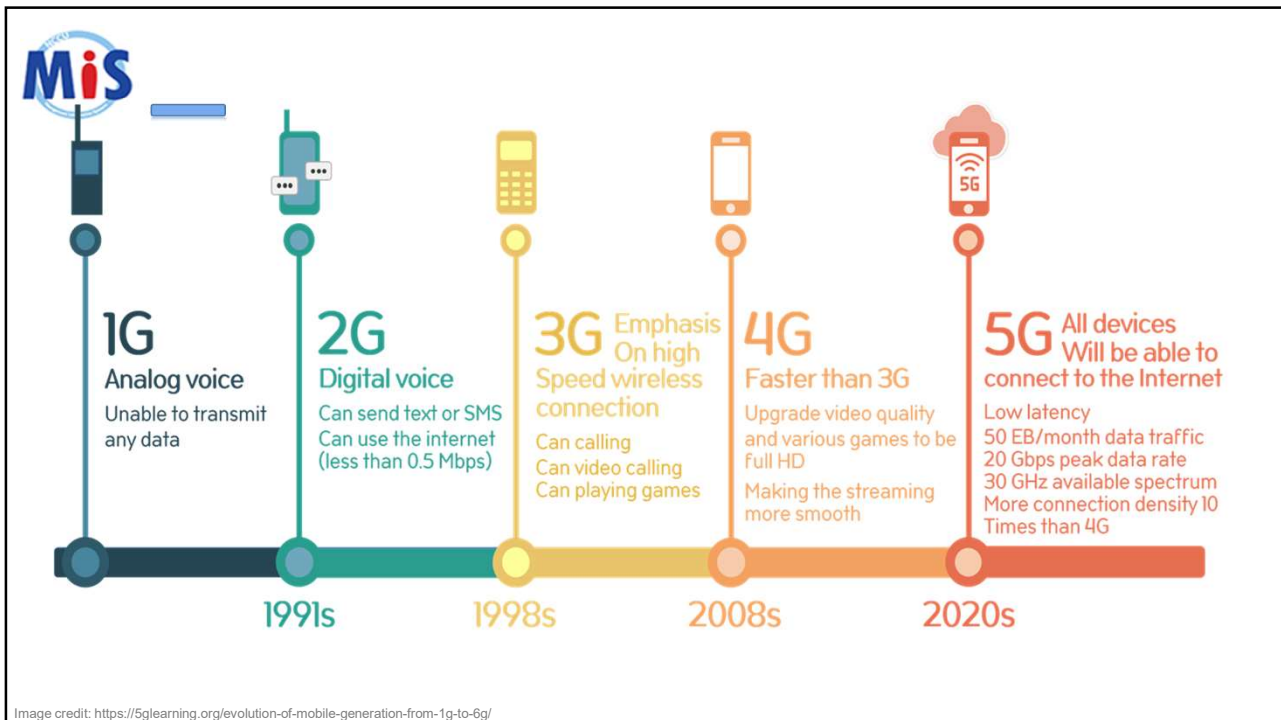 NCCU
MiS
1G
Analog voice
Unable to transmit
any data
2G
Digital voice
Can send text or SMS
Can use the internet
(less than 0.5 Mbps)
3G Emphasis
On high
Speed wireless
connection
Can calling
Can video calling
Can playing games
4G
Faster than 3G
Upgrade video quality
and various games to be
full HD
Making the streaming
more smooth
5G
5G All devices
Will be able to
connect to the Internet
Low latency
50 EB/month data traffic
20 Gbps peak data rate
30 GHz available spectrum
More connection density 10
Times than 4G
1991s
1998s
2008s
2020s
Image credit: https://5glearning.org/evolution-of-mobile-generation-from-1g-to-6g/